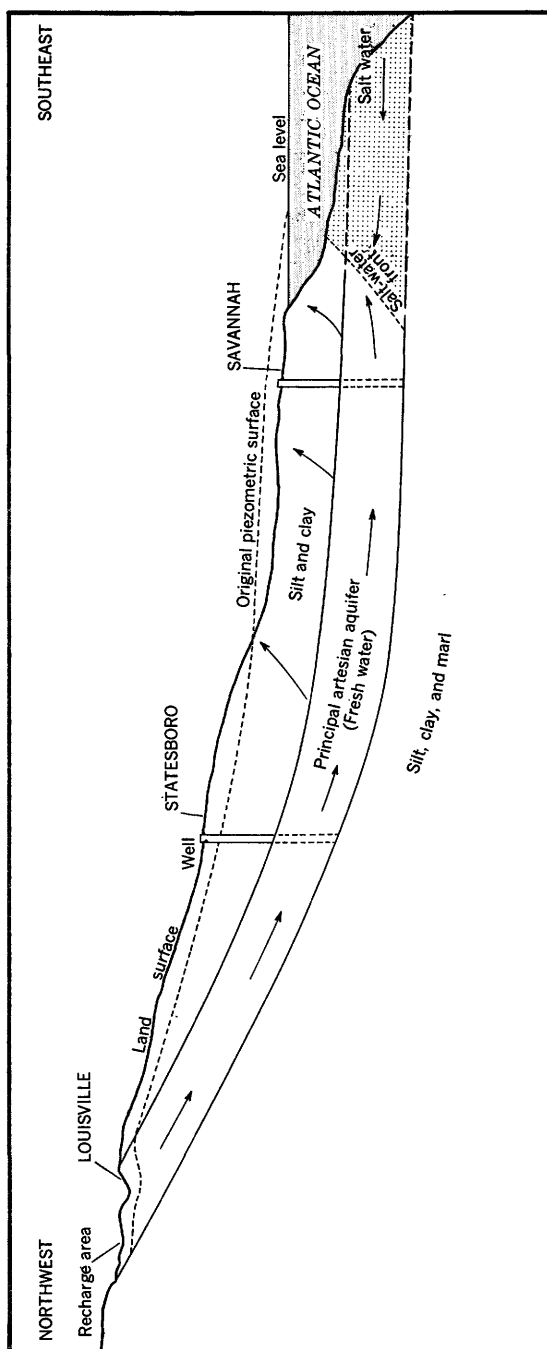 NORTHWEST
SOUTHEAST
Recharge area
LOUISVILLE
Land surface
Well
STATESBORO
Original piezometric surface
SAVANNAH
Sea level
ATLANTIC OCEAN
Salt water
Salt-water
front
Silt and clay
Principal artesian aquifer
(Fresh water)
Silt, clay, and marl